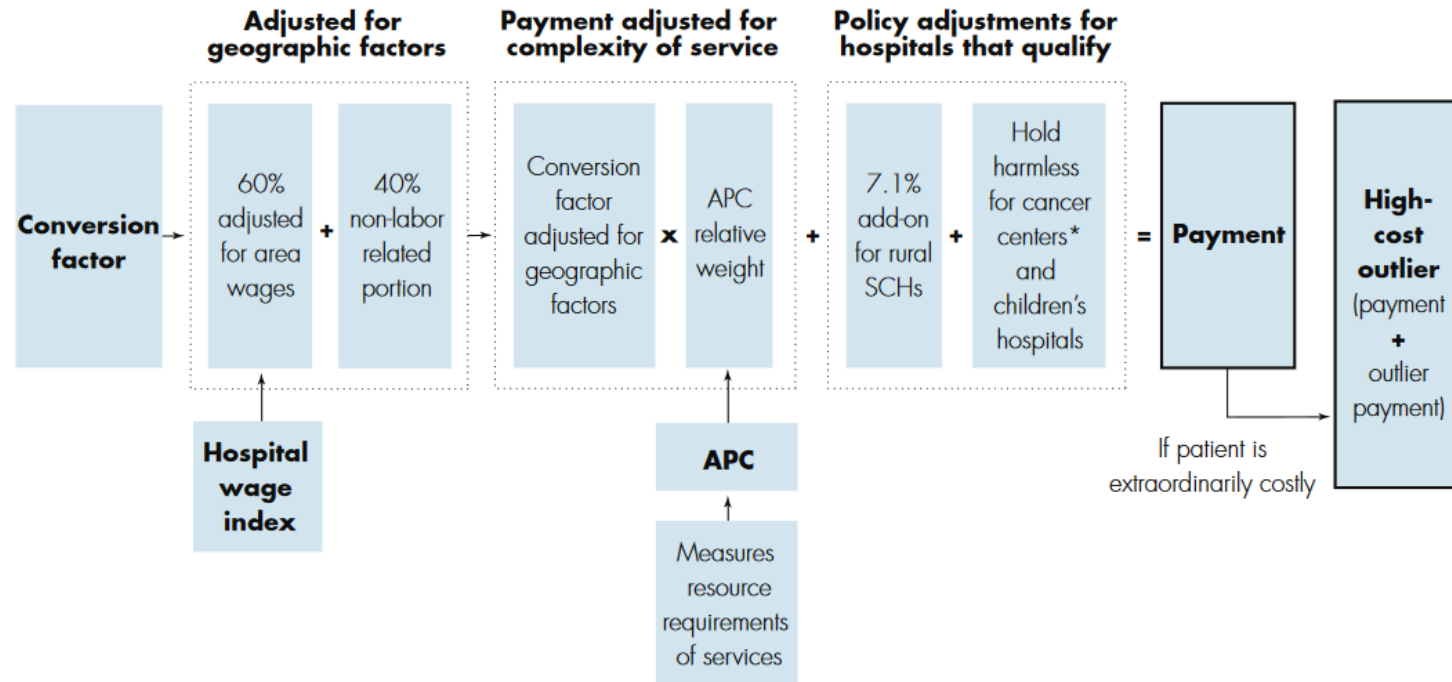 Adjusted for
geographic factors
Payment adjusted for
complexity of service
Policy adjustments for
hospitals that qualify
Conversion
factor
60%
adjusted
for area
wages
+
40%
non-labor
related
portion
Conversion
factor
adjusted for
geographic
factors
x
APC
relative
weight
+
7.1%
add-on
for rural
SCHs
+
Hold
harmless
for cancer
centers*
and
children's
hospitals
=
Payment
High-
cost
outlier
(payment
+
outlier
payment)
Hospital
wage
index
APC
If patient is
extraordinarily costly
Measures
resource
requirements
of services